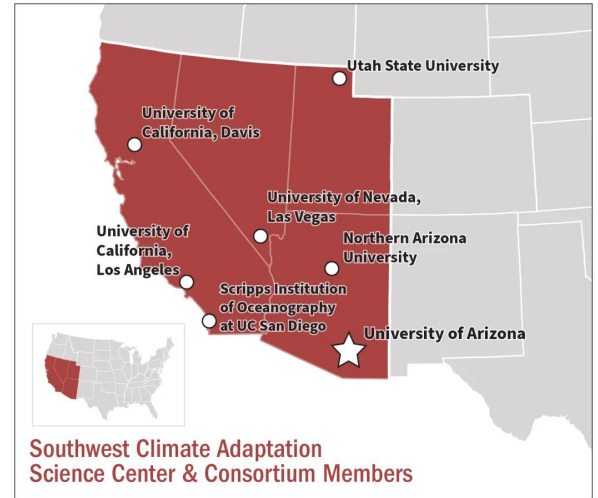 Utah State University
University of
California, Davis
University of Nevada,
Las Vegas
University of
California,
Los Angeles
Northern Arizona
University
Scripps Institution
of Oceanography
at UC San Diego
University of Arizona
Southwest Climate Adaptation
Science Center & Consortium Members